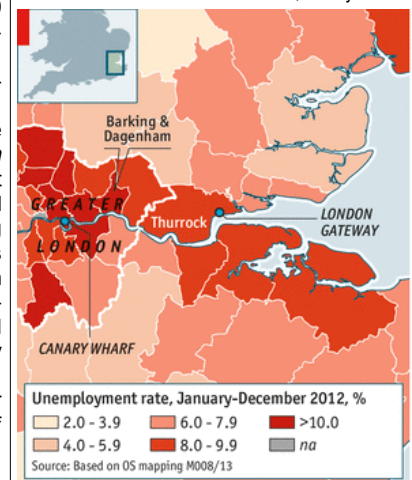 Barking &
Dagenham
GREATER
LONDON
Thurrock
LONDON
GATEWAY
CANARY WHARF
Unemployment rate, January-December 2012, %
2.0 - 3.9
6.0 - 7.9
>10.0
4.0 - 5.9
8.0 - 9.9
na
Source: Based on OS mapping M008/13